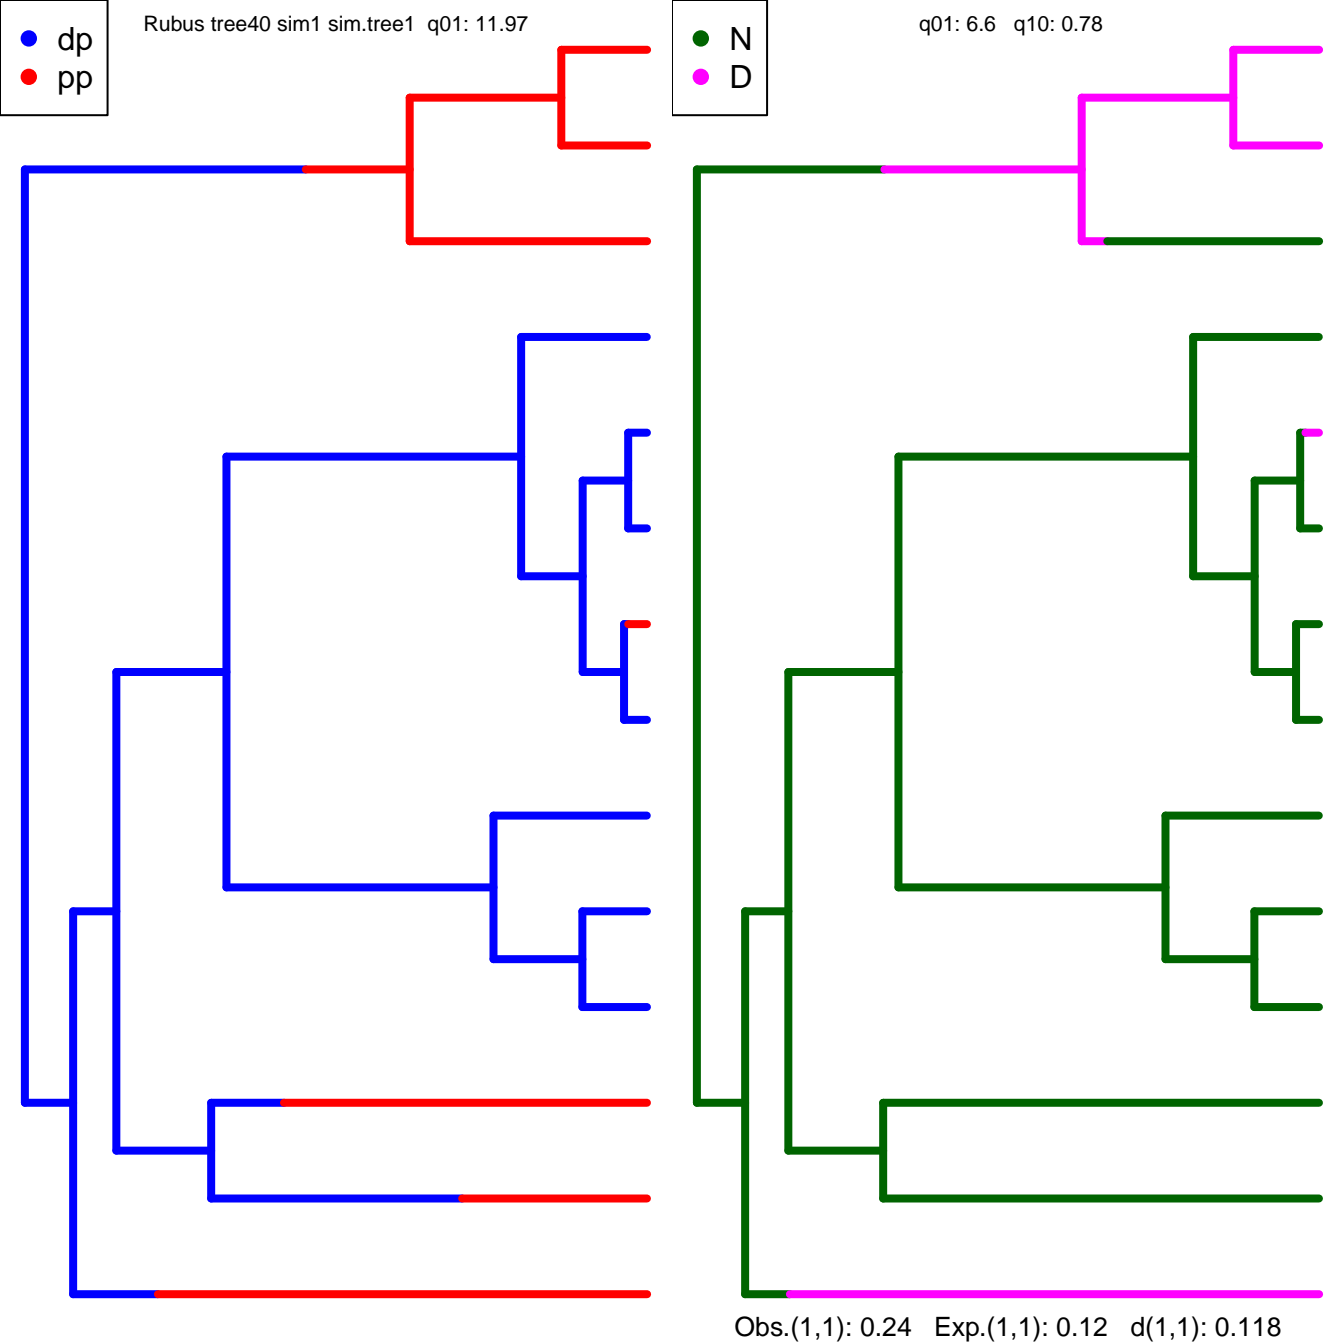 dp
pp
Rubus tree40 sim1 sim.tree1 q01: 11.97
N
D
q01: 6.6 q10: 0.78
Obs.(1,1): 0.24 Exp.(1,1): 0.12 d(1,1): 0.118